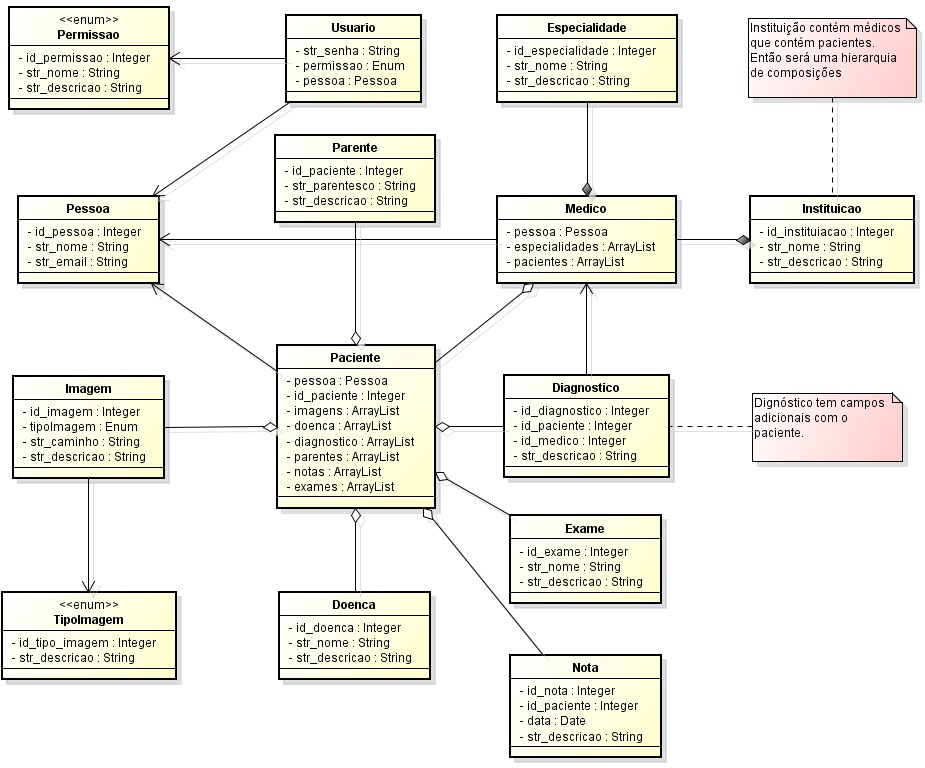 <<enum>>
Permissao
- id_permissao : Integer
- str_nome : String
- str_descricao : String
Usuario
- str_senha : String
- permissao : Enum
- pessoa : Pessoa
Especialidade
- id_especialidade : Integer
- str_nome : String
- str_descricao : String
Instituição contém médicos
que contém pacientes.
Então será uma hierarquia
de composições
Parente
- id_paciente : Integer
- str_parentesco : String
- str_descricao : String
Pessoa
- id_pessoa : Integer
- str_nome : String
- str_email : String
Medico
- pessoa : Pessoa
- especialidades : ArrayList
- pacientes : ArrayList
Instituicao
- id_instituiacao : Integer
- str_nome : String
- str_descricao : String
Paciente
- pessoa : Pessoa
- id_paciente : Integer
- imagens : ArrayList
- doenca : ArrayList
- diagnostico : ArrayList
- parentes : ArrayList
- notas : ArrayList
- exames : ArrayList
Imagem
- id_imagem : Integer
- tipoImagem : Enum
- str_caminho : String
- str_descricao : String
Diagnostico
- id_diagnostico : Integer
- id_paciente : Integer
- id_medico : Integer
- str_descricao : String
Dignóstico tem campos
adicionais com o
paciente.
Exame
- id_exame : Integer
- str_nome : String
- str_descricao : String
<<enum>>
TipoImagem
- id_tipo_imagem : Integer
- str_descricao : String
Doenca
- id_doenca : Integer
- str_nome : String
- str_descricao : String
Nota
- id_nota : Integer
- id_paciente : Integer
- data : Date
- str_descricao : String